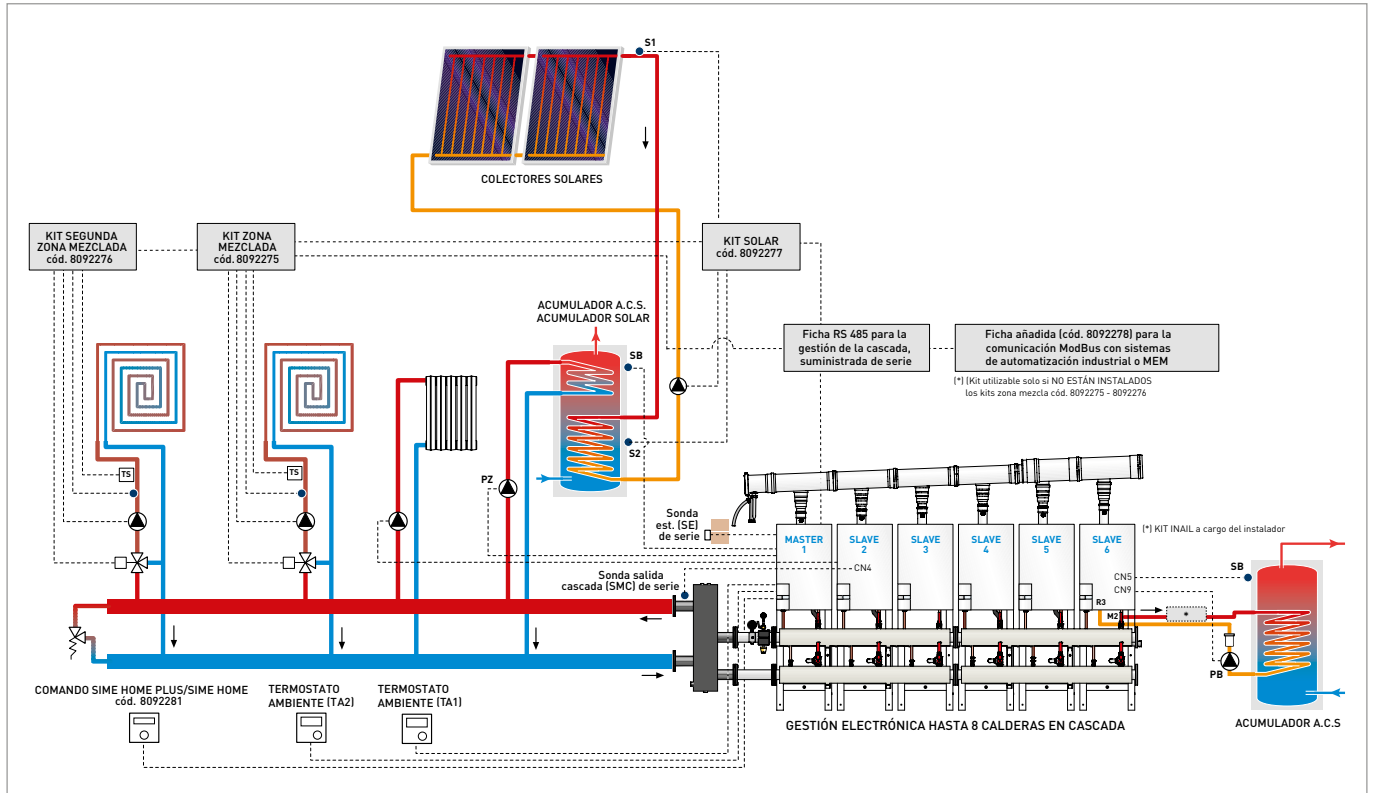 S1
COLECTORES SOLARES
KIT SEGUNDA
ZONA MEZCLADA
cód. 8092276
KIT ZONA
MEZCLADA
cód. 8092275
KIT SOLAR
cód. 8092277
ACUMULADOR A.C.S.
ACUMULADOR SOLAR
SB
S2
Ficha RS 485 para la
gestión de la cascada,
suministrada de serie
Ficha añadida (cód. 8092278) para la
comunicación ModBus con sistemas
de automatización industrial o MEM
(*) (Kit utilizable solo si NO ESTÁN INSTALADOS
los kits zona mezcla cód. 8092275 - 8092276
TS
TS
PZ
Sonda
est. (SE)
de serie
MASTER
1
SLAVE
2
SLAVE
3
SLAVE
4
SLAVE
5
SLAVE
6
(*) KIT INAIL a cargo del instalador
CN4
CN5
CN9
SB
R3
M2
*
PB
Sonda salida
cascada (SMC) de serie
COMANDO SIME HOME PLUS/SIME HOME
cód. 8092281
TERMOSTATO
AMBIENTE (TA2)
TERMOSTATO
AMBIENTE (TA1)
GESTIÓN ELECTRÓNICA HASTA 8 CALDERAS EN CASCADA
ACUMULADOR A.C.S